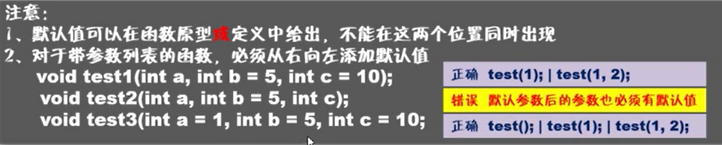 注意：
1、默认值可以在函数原型或定义中给出，不能在这两个位置同时出现
2、对于带参数列表的函数，必须从右向左添加默认值
void test1(int a, int b = 5, int c = 10);
正确 test(1); | test(1, 2);
void test2(int a, int b = 5, int c);
错误 默认参数后的参数也必须有默认值
void test3(int a = 1, int b = 5, int c = 10;
正确 test(); | test(1); | test(1, 2);